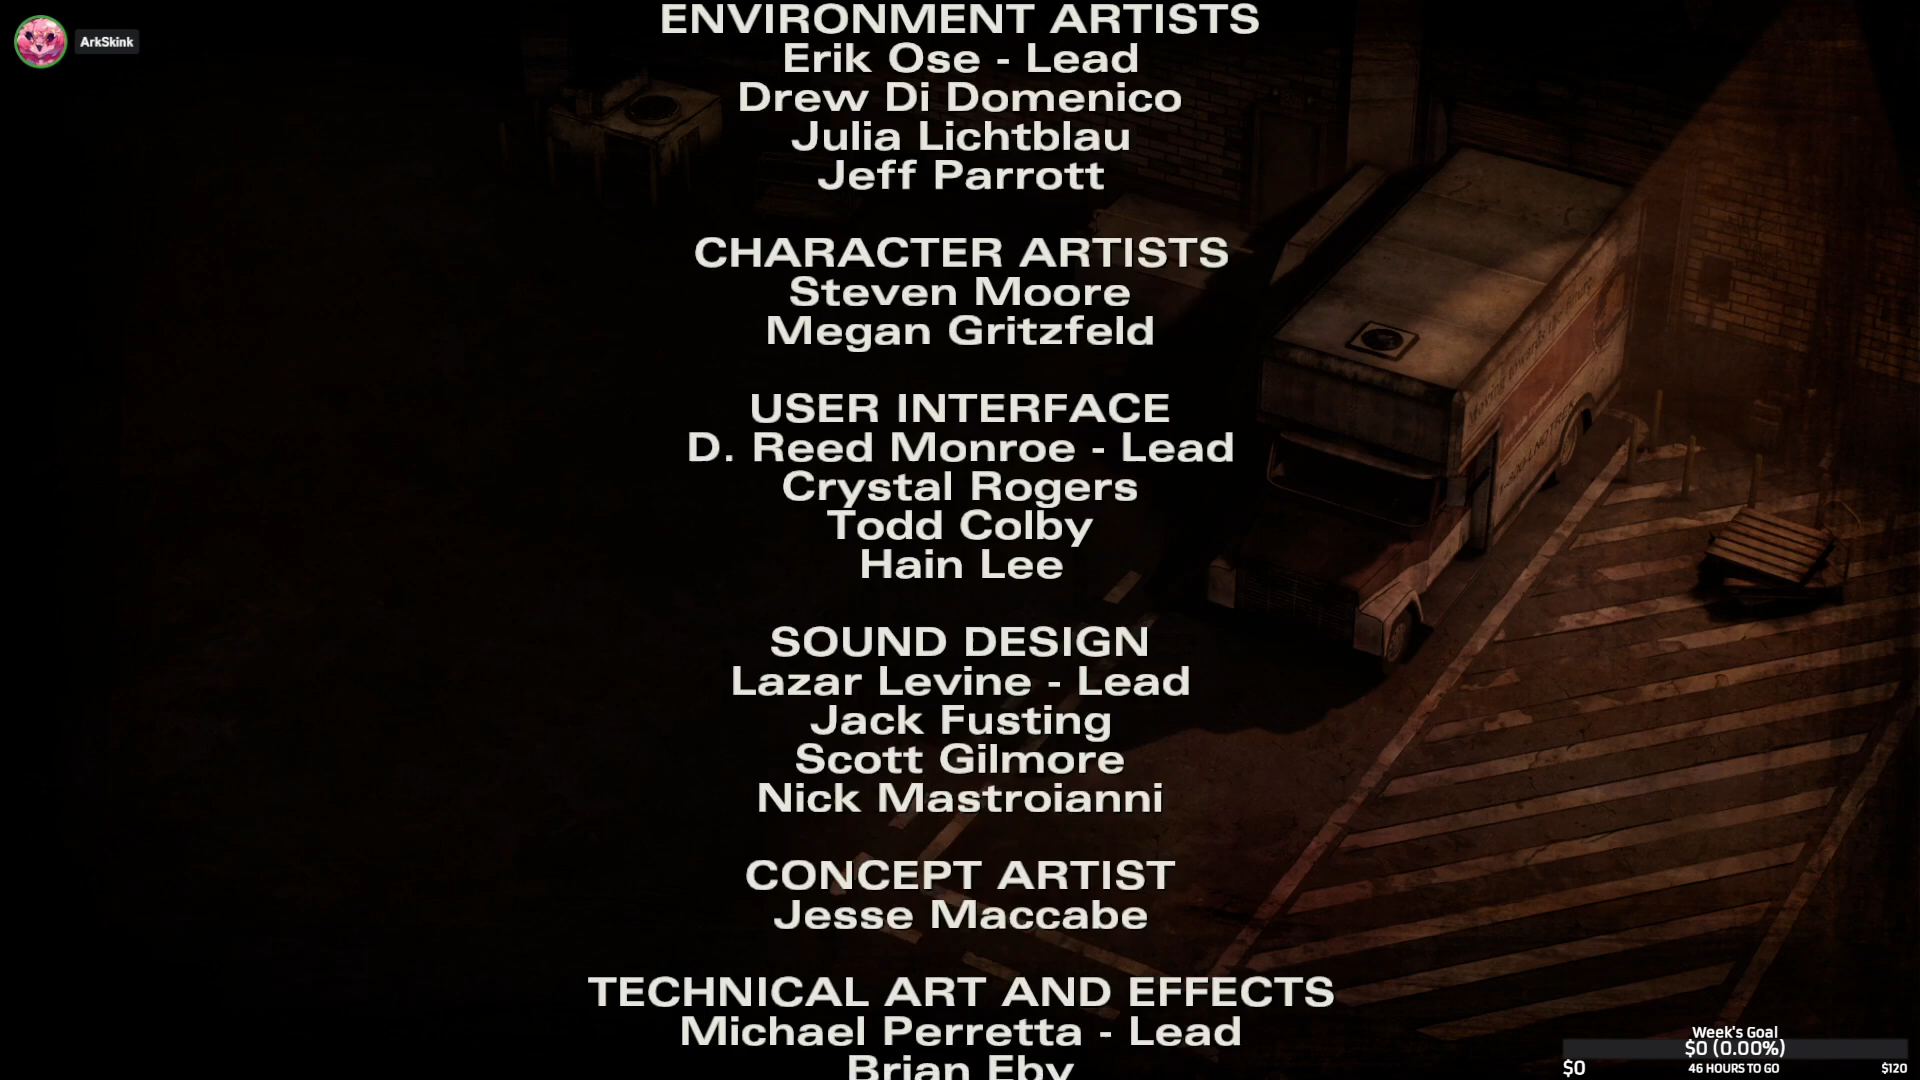 ArkSkink
ENVIRONMENT ARTISTS
Erik Ose - Lead
Drew Di Domenico
Julia Lichtblau
Jeff Parrott
CHARACTER ARTISTS
Steven Moore
Megan Gritzfeld
USER INTERFACE
D. Reed Monroe - Lead
Crystal Rogers
Todd Colby
Hain Lee
SOUND DESIGN
Lazar Levine - Lead
Jack Fusting
Scott Gilmore
Nick Mastroianni
CONCEPT ARTIST
Jesse Maccabe
TECHNICAL ART AND EFFECTS
Michael Perretta - Lead
Brian Eby
Week's Goal
$0 (0.00%)
$0
46 HOURS TO GO
$120